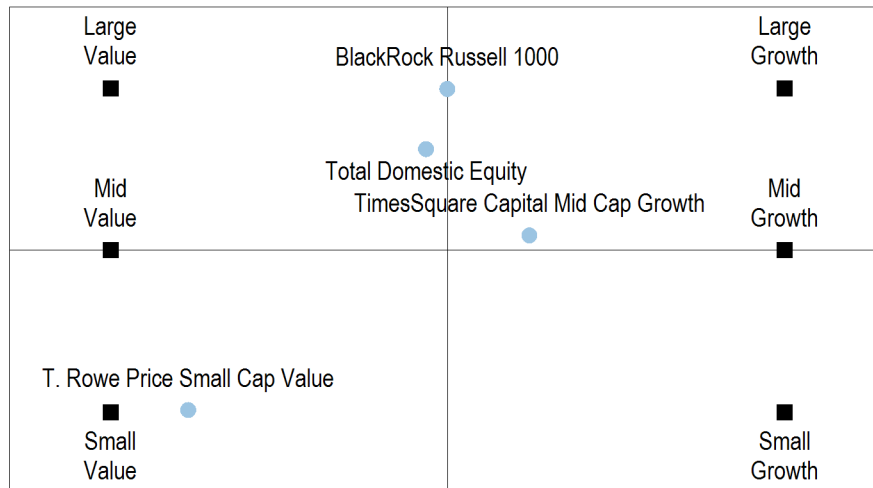 Large
Value
Large
Growth
BlackRock Russell 1000
Total Domestic Equity
Mid
Value
TimesSquare Capital Mid Cap Growth
Mid
Growth
T. Rowe Price Small Cap Value
Small
Value
Small
Growth